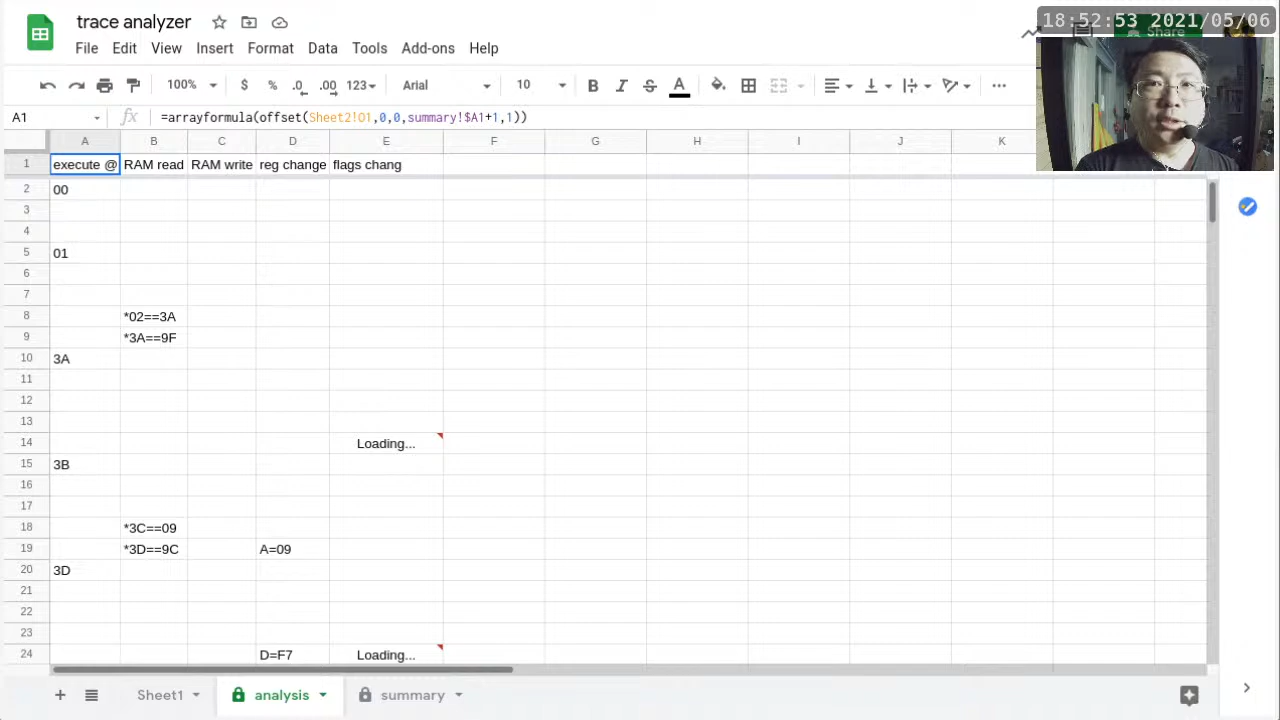 trace analyzer
18:52:53 2021/05/06
Share
File Edit View Insert Format Data Tools Add-ons Help
100% $ % .0 .00 123 Arial 10 B I S A
A1 fx =arrayformula(offset(Sheet2!O1,0,0,summary!$A1+1,1))
A B C D E F G H I J K
1 execute @ RAM read RAM write reg change flags chang
2 00
3
4
5 01
6
7
8 *02==3A
9 *3A==9F
10 3A
11
12
13
14 Loading...
15 3B
16
17
18 *3C==09
19 *3D==9C A=09
20 3D
21
22
23
24 D=F7 Loading...
Sheet1 analysis summary